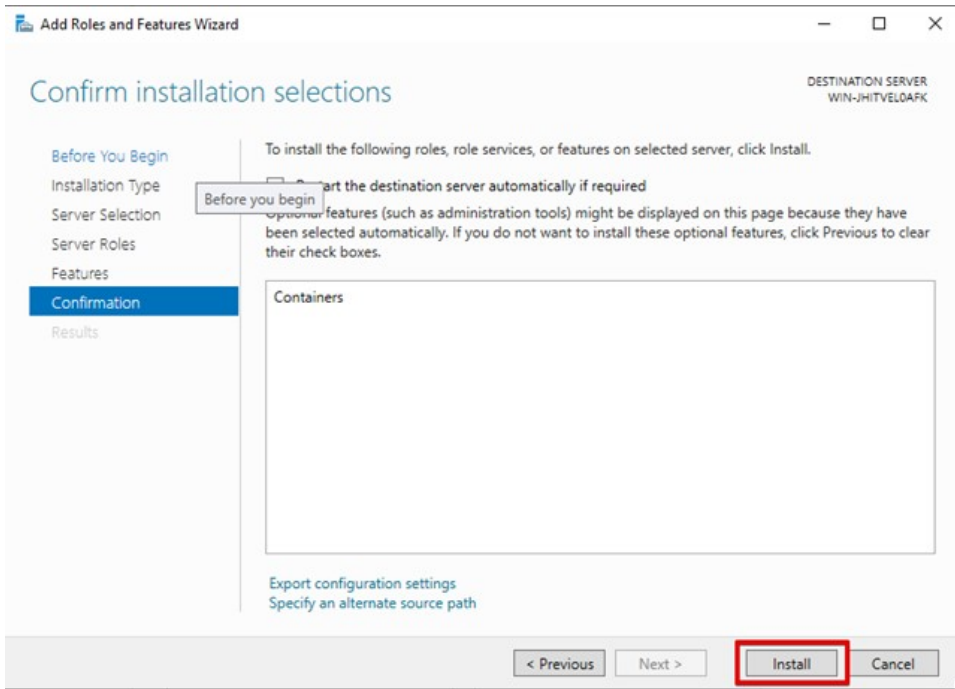 Add Roles and Features Wizard
Confirm installation selections
DESTINATION SERVER
WIN-JHITVEL0AFK
Before You Begin
Installation Type
Server Selection
Server Roles
Features
Confirmation
Results
Before you begin
To install the following roles, role services, or features on selected server, click Install.
the destination server automatically if required
features (such as administration tools) might be displayed on this page because they have
been selected automatically. If you do not want to install these optional features, click Previous to clear
their check boxes.
Containers
Export configuration settings
Specify an alternate source path
< Previous
Next >
Install
Cancel